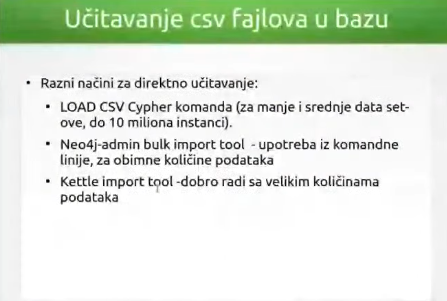 Učitavanje csv fajlova u bazu
• Razni načini za direktno učitavanje:
• LOAD CSV Cypher komanda (za manje i srednje data set-
ove, do 10 miliona instanci).
• Neo4j-admin bulk import tool - upotreba iz komandne
linije, za obimne količine podataka
• Kettle import tool -dobro radi sa velikim količinama
podataka